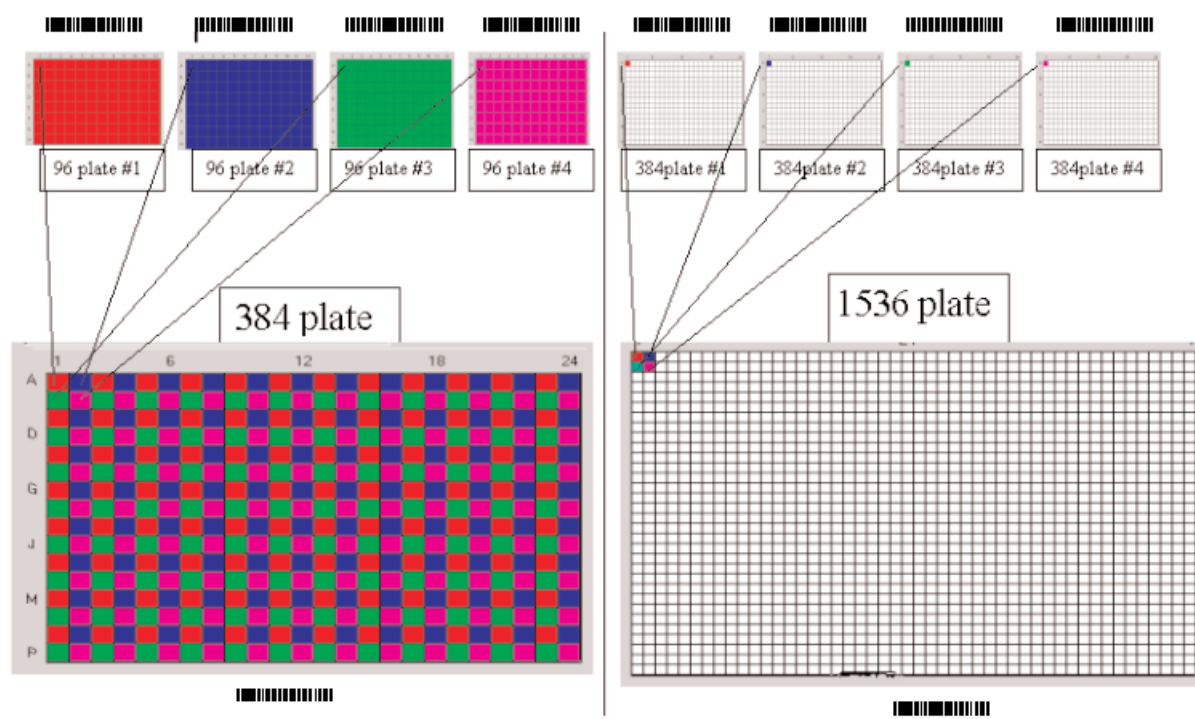 96 plate #1
96 plate #2
96 plate #3
96 plate #4
384 plate
1 6 12 18 24
A
D
G
J
M
P
384plate #1
384plate #2
384plate #3
384plate #4
1536 plate